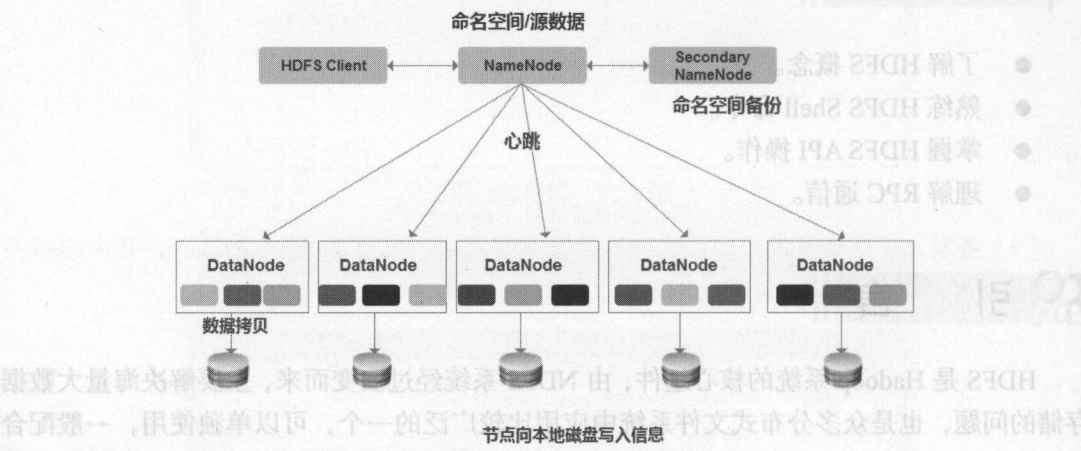 命名空间/源数据
HDFS Client
NameNode
Secondary
NameNode
命名空间备份
心跳
DataNode
DataNode
DataNode
DataNode
DataNode
数据拷贝
节点向本地磁盘写入信息
了解 HDFS 概念。
熟练 HDFS Shell
掌握 HDFS API 操作。
理解 RPC 通信。
HDFS 是 Hadoop 系统的核心组件，由 NDFS 系统经过演变而来，主要解决海量大数据
存储的问题，也是众多分布式文件系统中应用比较广泛的一个，可以单独使用，一般配合